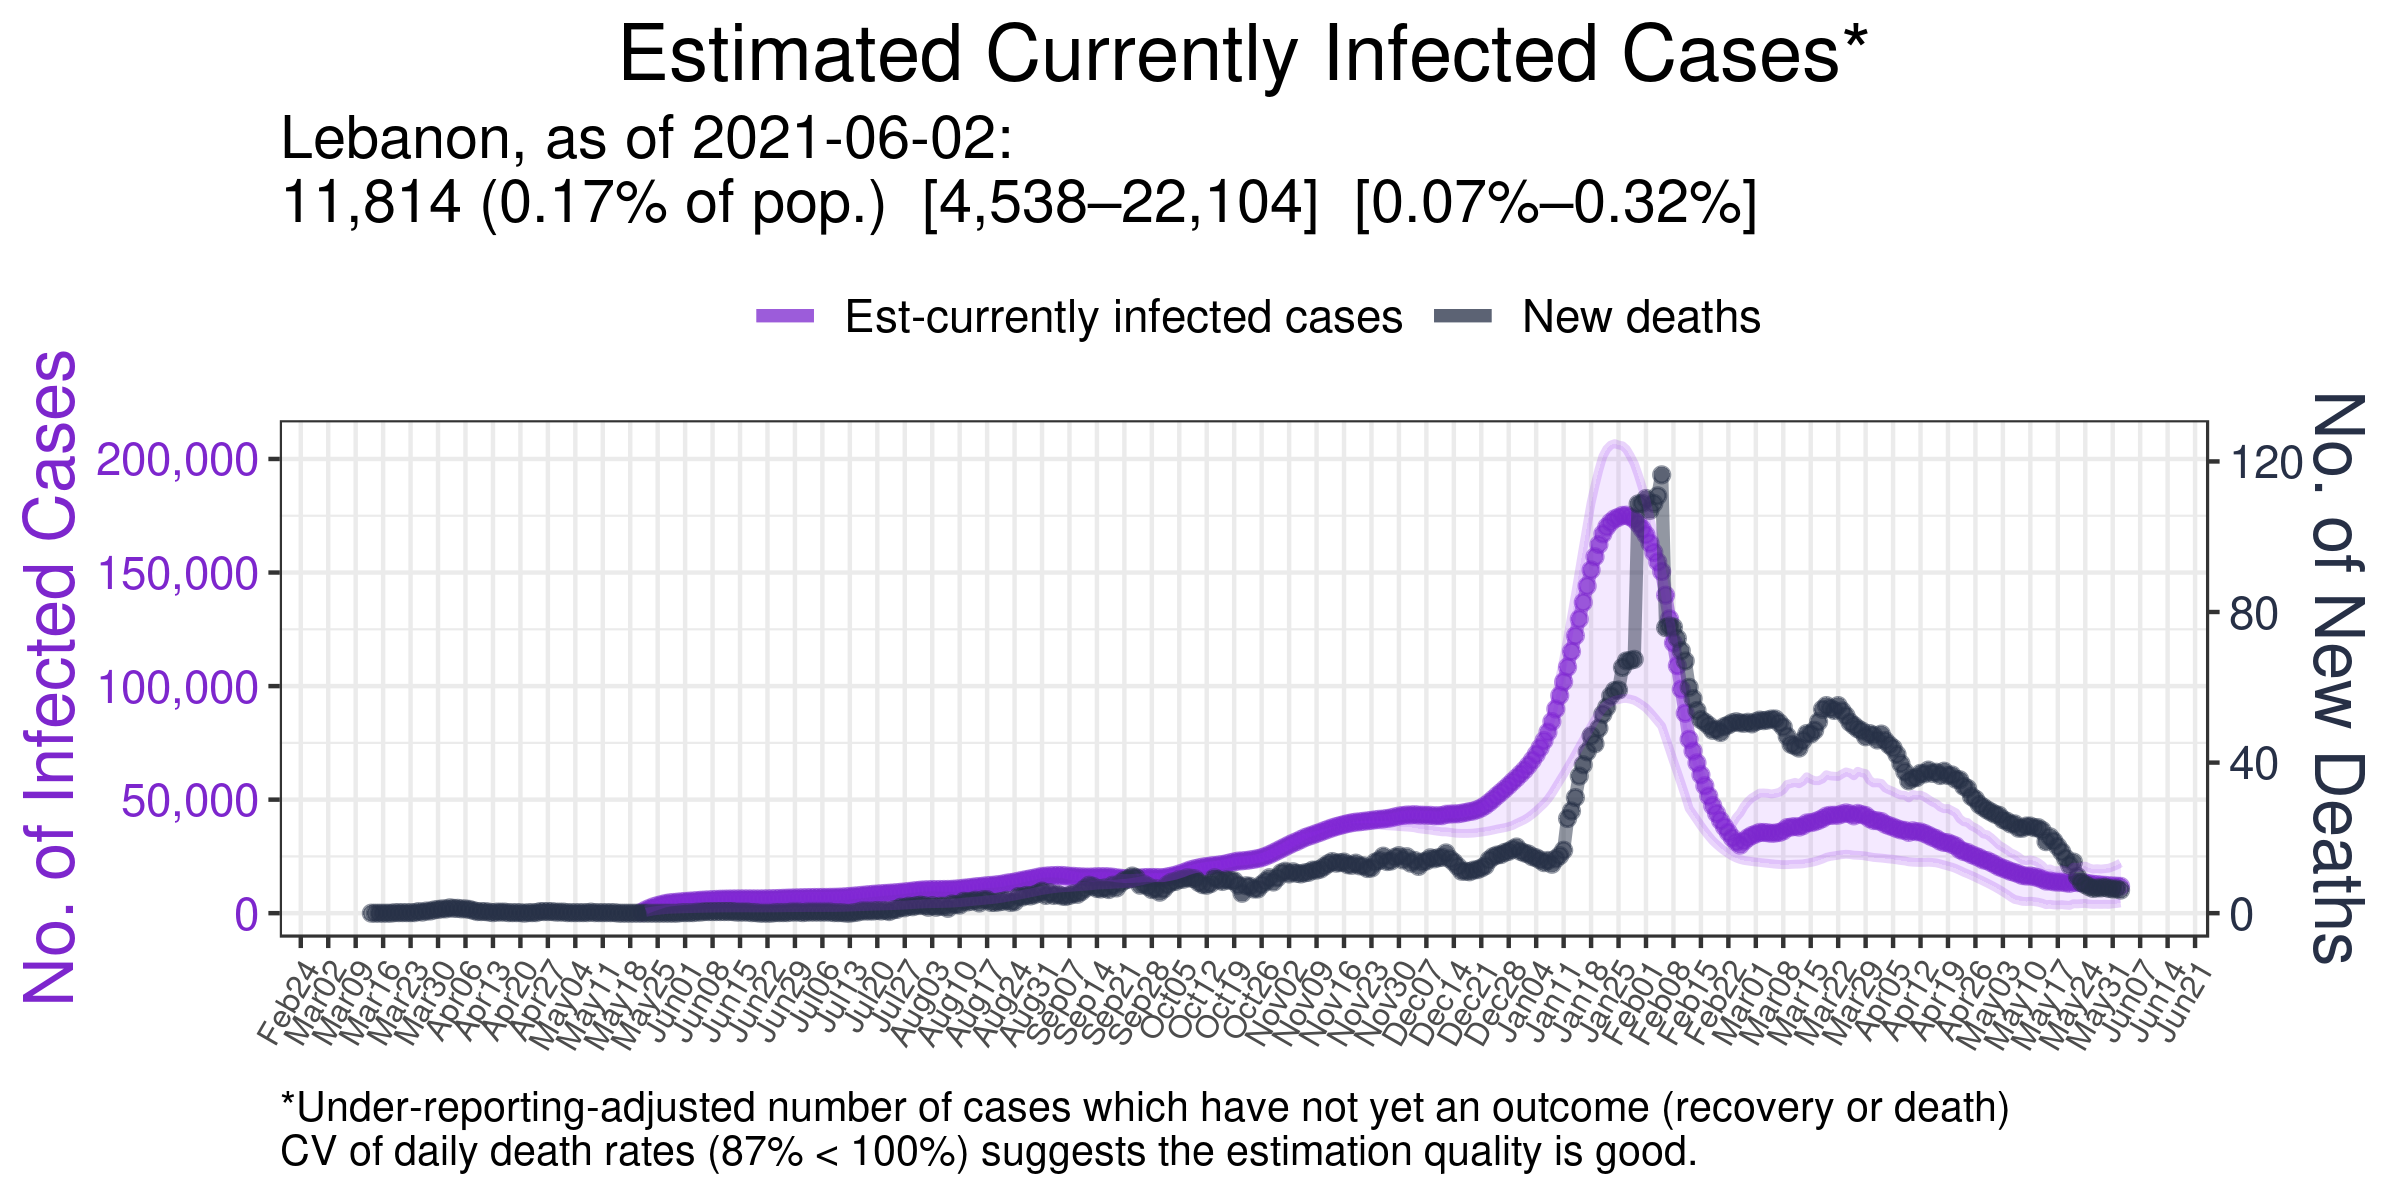 Estimated Currently Infected Cases*
Lebanon, as of 2021-06-02:
11,814 (0.17% of pop.) [4,538–22,104] [0.07%–0.32%]
Est-currently infected cases New deaths
No. of Infected Cases
200,000
150,000
100,000
50,000
0
120
80
40
0
No. of New Deaths
Feb24 Mar02 Mar09 Mar16 Mar23 Mar30 Apr06 Apr13 Apr20 Apr27 May04 May11 May18 May25 Jun01 Jun08 Jun15 Jun22 Jun29 Jul06 Jul13 Jul20 Jul27 Aug03 Aug10 Aug17 Aug24 Aug31 Sep07 Sep14 Sep21 Sep28 Oct05 Oct12 Oct19 Oct26 Nov02 Nov09 Nov16 Nov23 Nov30 Dec07 Dec14 Dec21 Dec28 Jan04 Jan11 Jan18 Jan25 Feb01 Feb08 Feb15 Feb22 Mar01 Mar08 Mar15 Mar22 Mar29 Apr05 Apr12 Apr19 Apr26 May03 May10 May17 May24 May31 Jun07 Jun14 Jun21
*Under-reporting-adjusted number of cases which have not yet an outcome (recovery or death)
CV of daily death rates (87% < 100%) suggests the estimation quality is good.